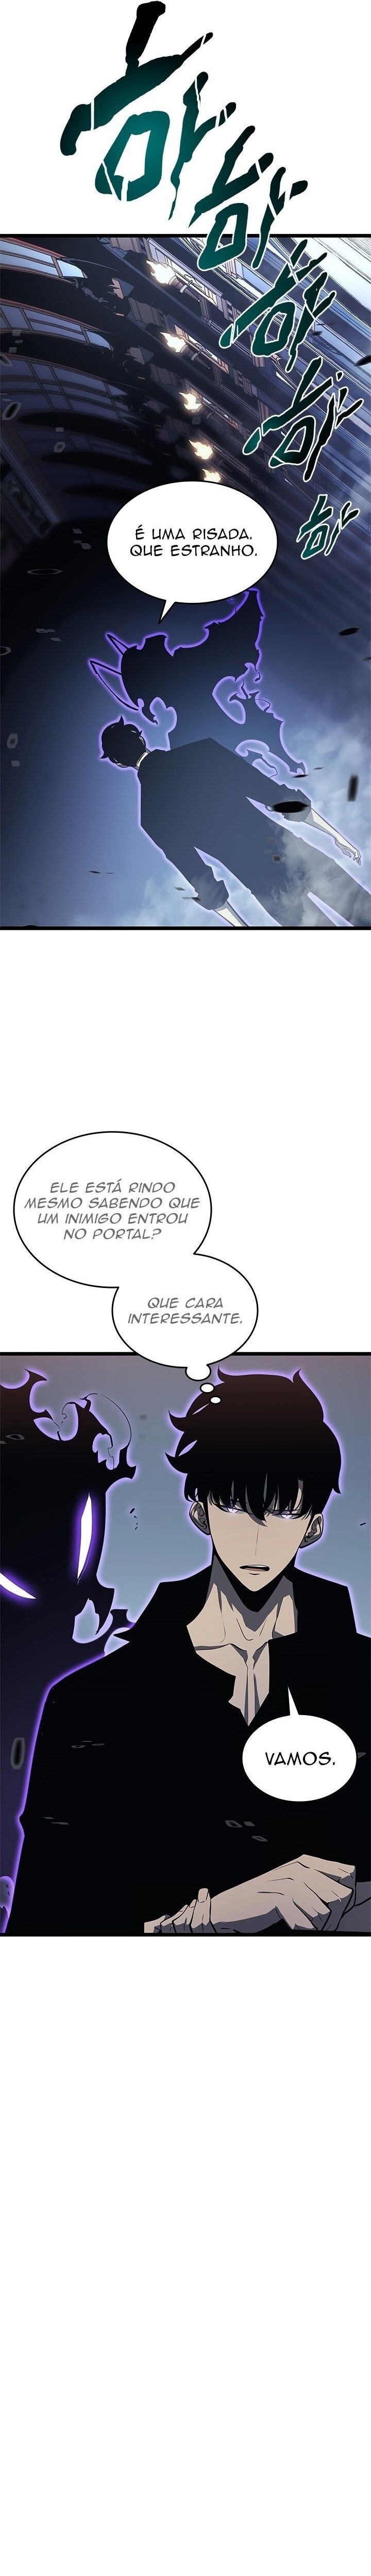 하
하
하
하
하
É UMA RISADA.
QUE ESTRANHO.
ELE ESTÁ RINDO
MESMO SABENDO QUE
UM INIMIGO ENTROU
NO PORTAL?
QUE CARA
INTERESSANTE.
VAMOS.